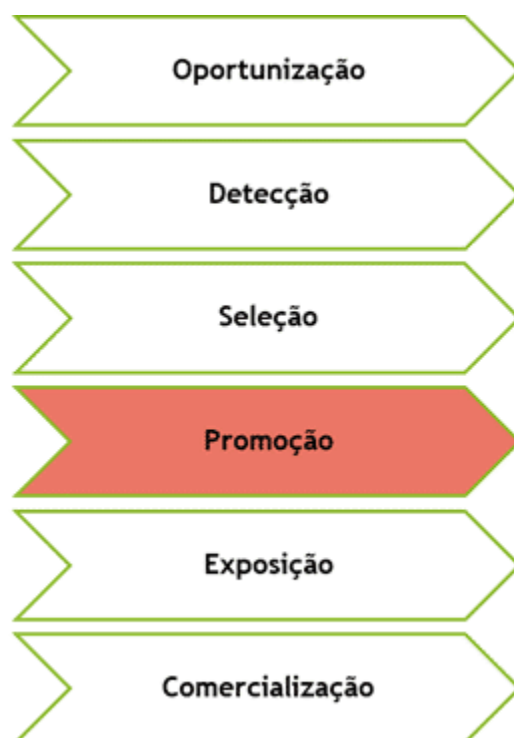 Oportunização
Detecção
Seleção
Promoção
Exposição
Comercialização